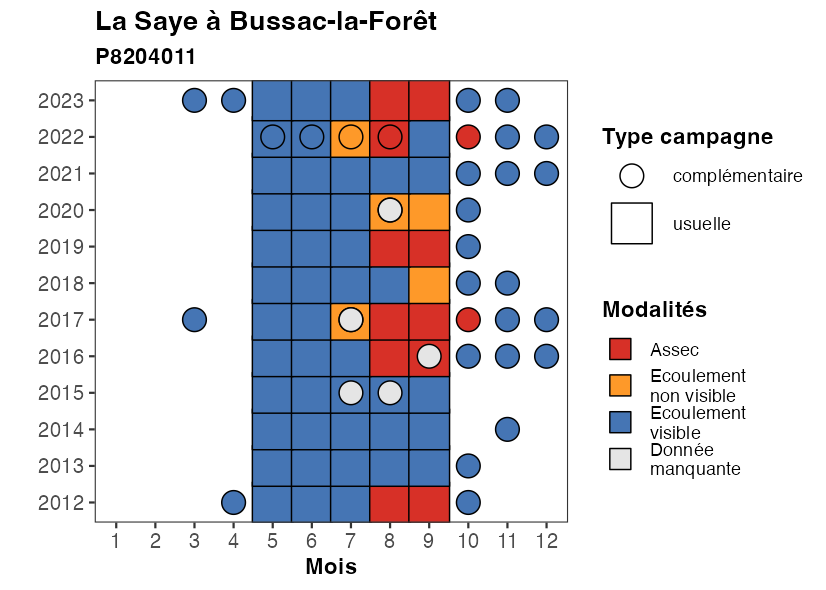 La Saye à Bussac-la-Forêt
P8204011
2023
2022
2021
2020
2019
2018
2017
2016
2015
2014
2013
2012
1 2 3 4 5 6 7 8 9 10 11 12
Mois
Type campagne
complémentaire
usuelle
Modalités
Assec
Ecoulement
non visible
Ecoulement
visible
Donnée
manquante